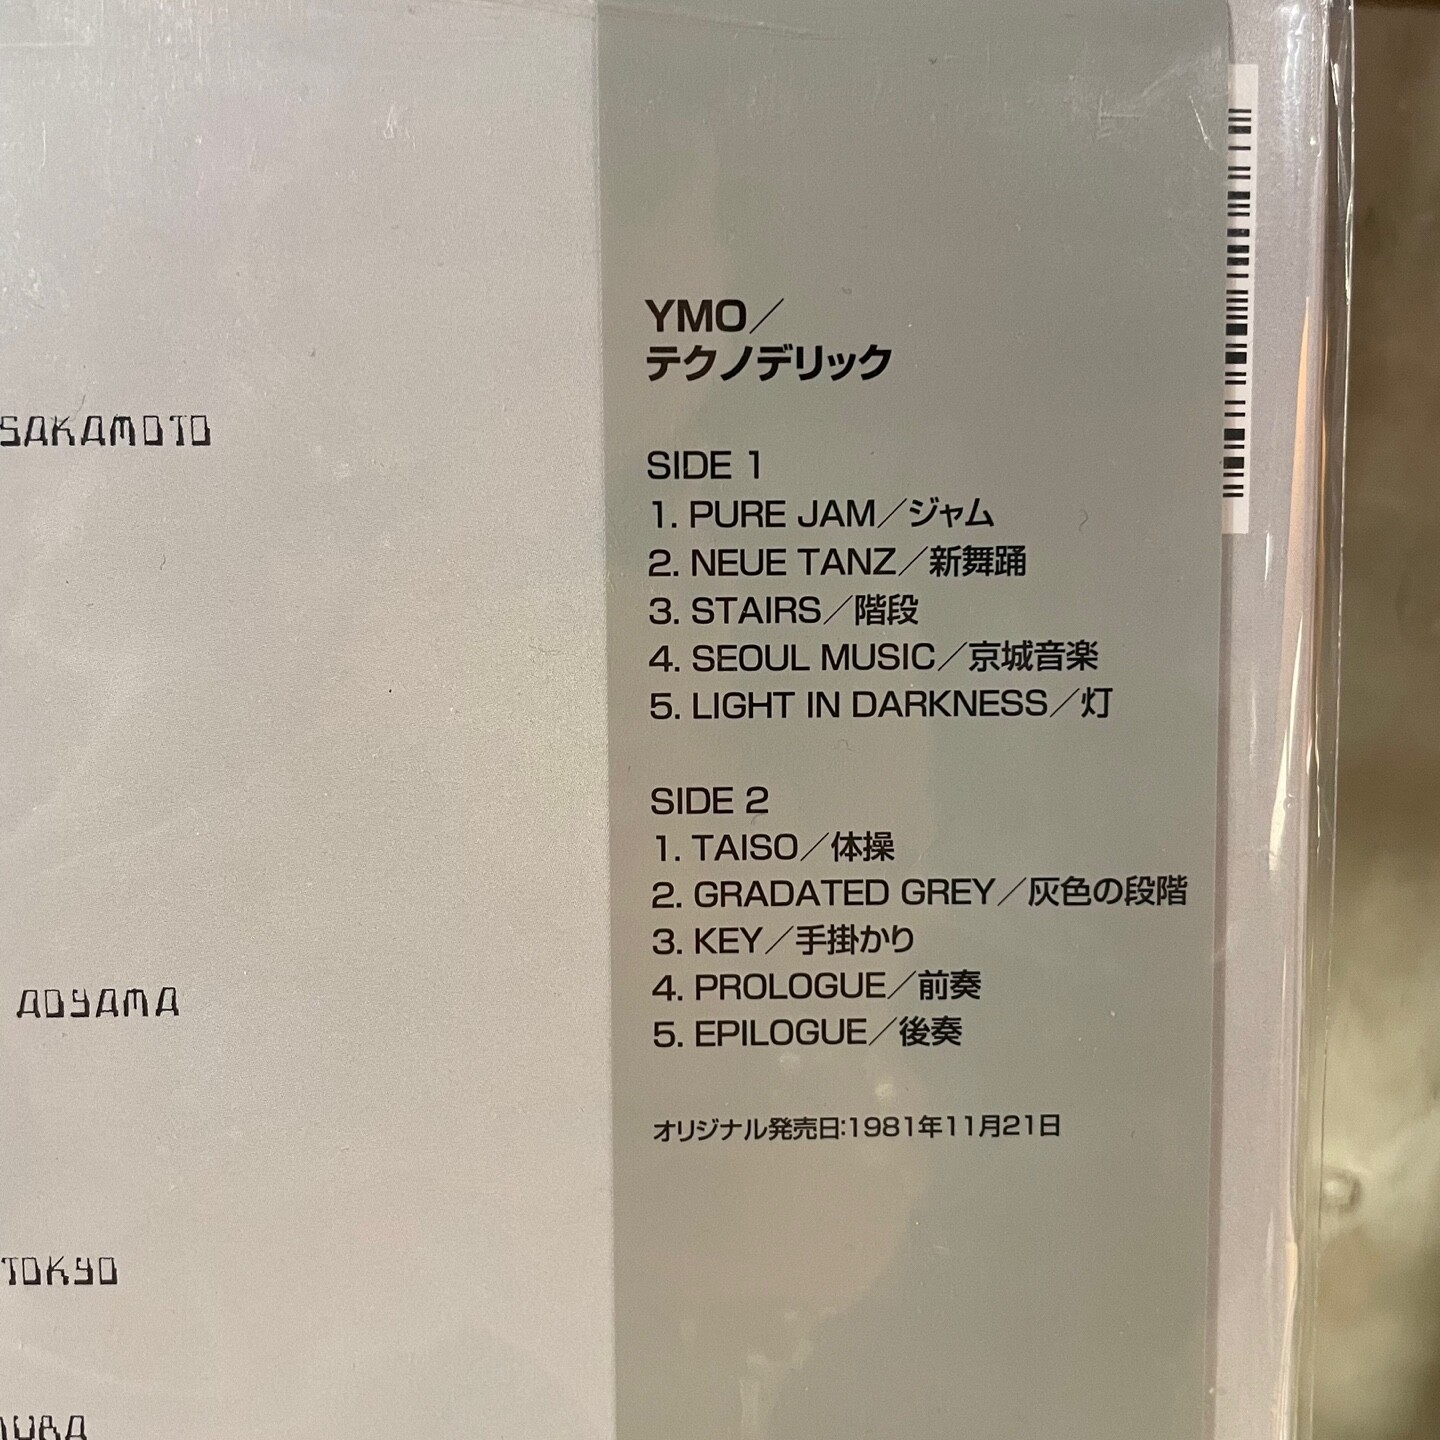 SAKAMOTO
AOYAMA
TOKYO
YMO／
テクノデリック
SIDE 1
1. PURE JAM／ジャム
2. NEUE TANZ／新舞踊
3. STAIRS／階段
4. SEOUL MUSIC／京城音楽
5. LIGHT IN DARKNESS／灯
SIDE 2
1. TAISO／体操
2. GRADATED GREY／灰色の段階
3. KEY／手掛かり
4. PROLOGUE／前奏
5. EPILOGUE／後奏
オリジナル発売日:1981年11月21日